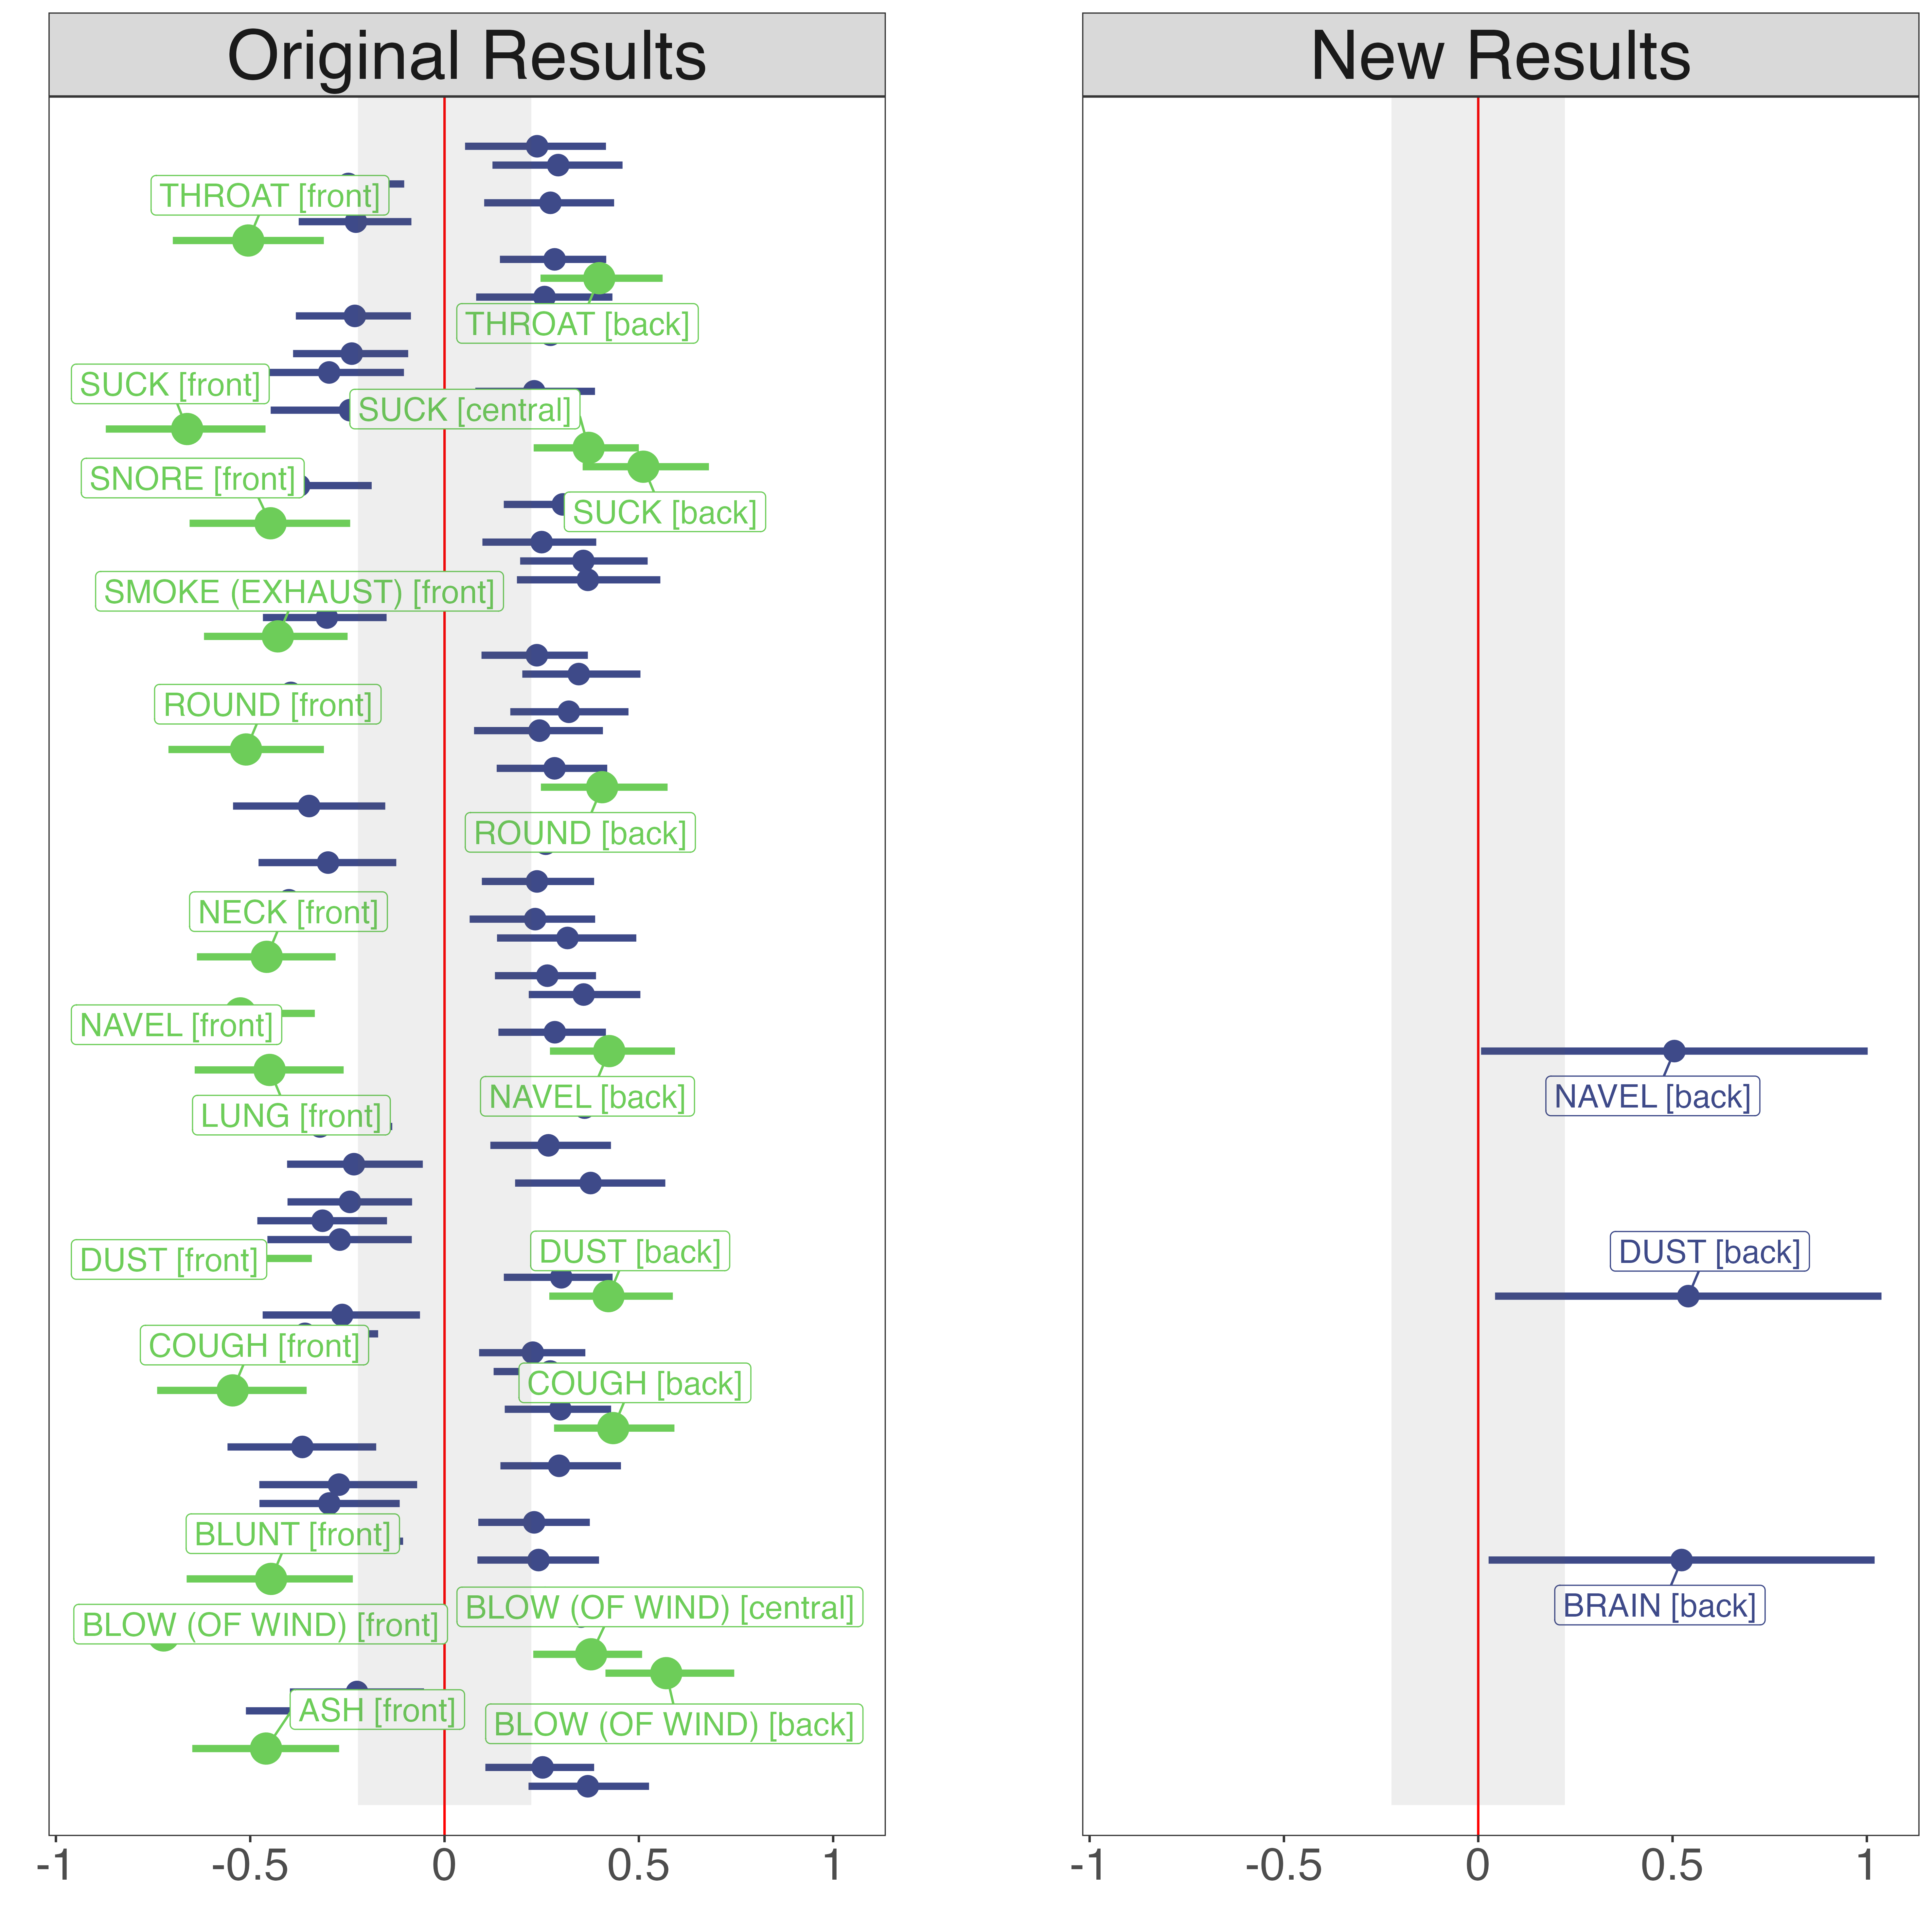 Original Results
THROAT [front]
THROAT [back]
SUCK [front]
SUCK [central]
SNORE [front]
SUCK [back]
SMOKE (EXHAUST) [front]
ROUND [front]
ROUND [back]
NECK [front]
NAVEL [front]
NAVEL [back]
LUNG [front]
DUST [back]
DUST [front]
COUGH [front]
COUGH [back]
BLUNT [front]
BLOW (OF WIND) [central]
BLOW (OF WIND) [front]
ASH [front]
BLOW (OF WIND) [back]
-1 -0.5 0 0.5 1
New Results
NAVEL [back]
DUST [back]
BRAIN [back]
-1 -0.5 0 0.5 1